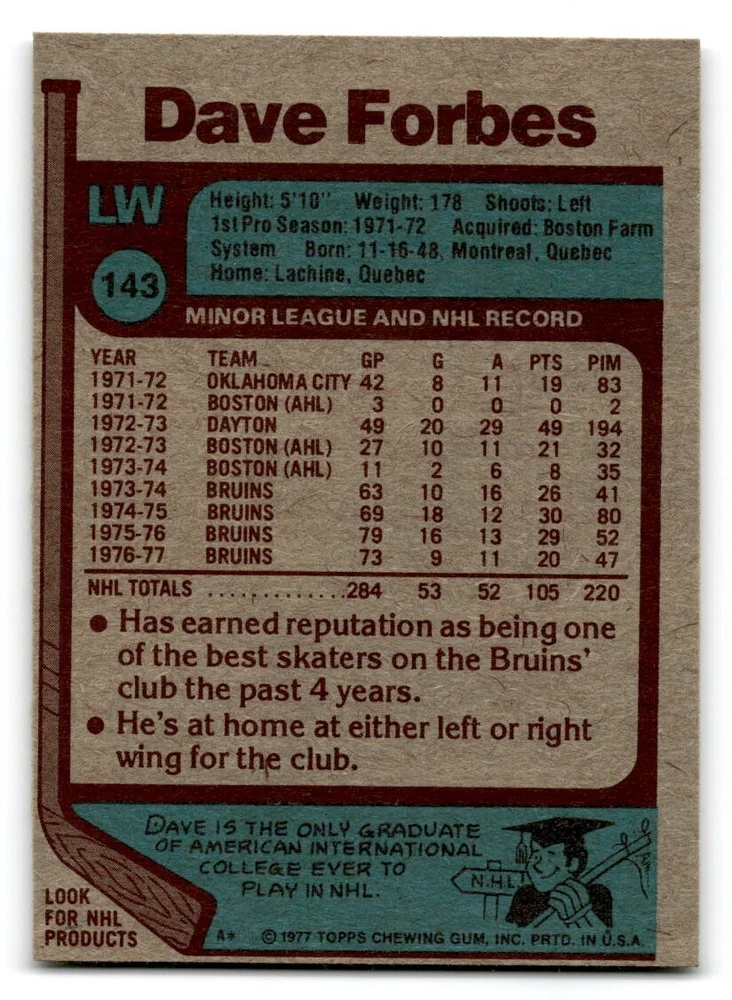 Dave Forbes
LW
143
Height: 5'10" Weight: 178 Shoots: Left
1st Pro Season: 1971-72 Acquired: Boston Farm
System Born: 11-16-48, Montreal, Quebec
Home: Lachine, Quebec
MINOR LEAGUE AND NHL RECORD
YEAR TEAM GP G A PTS PIM
1971-72 OKLAHOMA CITY 42 8 11 19 83
1971-72 BOSTON (AHL) 3 0 0 0 2
1972-73 DAYTON 49 20 29 49 194
1972-73 BOSTON (AHL) 27 10 11 21 32
1973-74 BOSTON (AHL) 11 2 6 8 35
1973-74 BRUINS 63 10 16 26 41
1974-75 BRUINS 69 18 12 30 80
1975-76 BRUINS 79 16 13 29 52
1976-77 BRUINS 73 9 11 20 47
NHL TOTALS ..............284 53 52 105 220
● Has earned reputation as being one
of the best skaters on the Bruins'
club the past 4 years.
● He's at home at either left or right
wing for the club.
DAVE IS THE ONLY GRADUATE
OF AMERICAN INTERNATIONAL
COLLEGE EVER TO
PLAY IN NHL.
N.H.L.
LOOK
FOR NHL
PRODUCTS
A* © 1977 TOPPS CHEWING GUM, INC. PRTD. IN U.S.A.